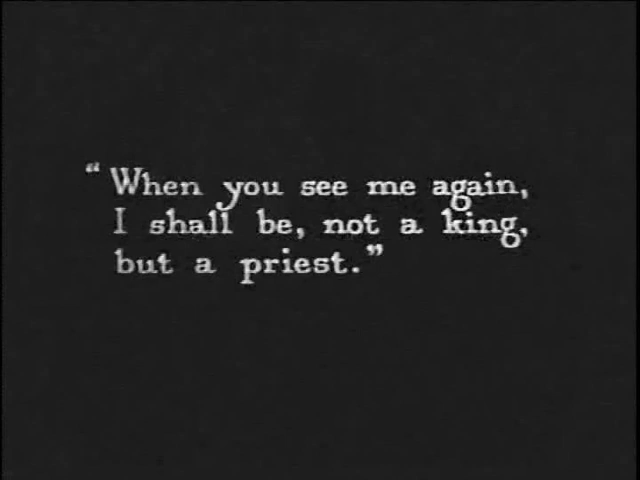 “When you see me again,
I shall be, not a king,
but a priest.”